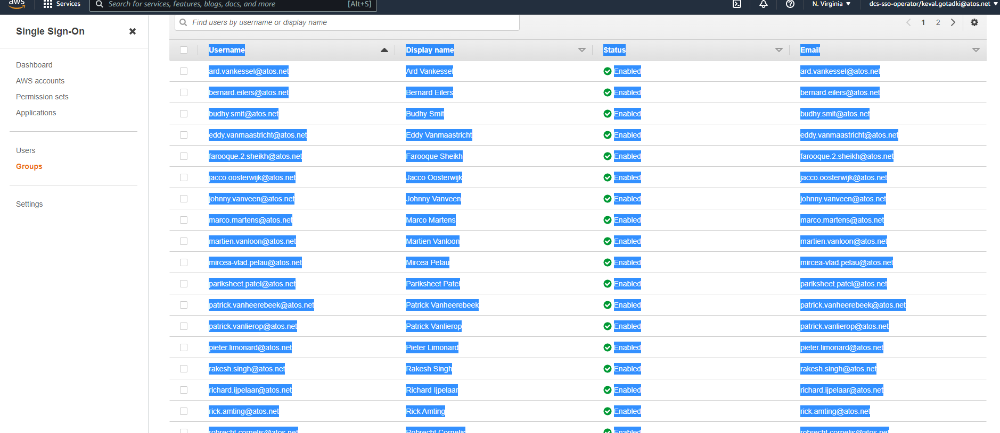 aws Services Search for services, features, blogs, docs, and more [Alt+S] N. Virginia dcs-sso-operator/keval.gotadki@atos.net
Single Sign-On
Dashboard
AWS accounts
Permission sets
Applications
Users
Groups
Settings
Find users by username or display name 1 2
Username Display name Status Email
ard.vankessel@atos.net Ard Vankessel Enabled ard.vankessel@atos.net
bernard.eilers@atos.net Bernard Eilers Enabled bernard.eilers@atos.net
budhy.smit@atos.net Budhy Smit Enabled budhy.smit@atos.net
eddy.vanmaastricht@atos.net Eddy Vanmaastricht Enabled eddy.vanmaastricht@atos.net
farooque.2.sheikh@atos.net Farooque Sheikh Enabled farooque.2.sheikh@atos.net
jacco.oosterwijk@atos.net Jacco Oosterwijk Enabled jacco.oosterwijk@atos.net
johnny.vanveen@atos.net Johnny Vanveen Enabled johnny.vanveen@atos.net
marco.martens@atos.net Marco Martens Enabled marco.martens@atos.net
martien.vanloon@atos.net Martien Vanloon Enabled martien.vanloon@atos.net
mircea-vlad.pelau@atos.net Mircea Pelau Enabled mircea-vlad.pelau@atos.net
pariksheet.patel@atos.net Pariksheet Patel Enabled pariksheet.patel@atos.net
patrick.vanheerebeek@atos.net Patrick Vanheerebeek Enabled patrick.vanheerebeek@atos.net
patrick.vanlierop@atos.net Patrick Vanlierop Enabled patrick.vanlierop@atos.net
pieter.limonard@atos.net Pieter Limonard Enabled pieter.limonard@atos.net
rakesh.singh@atos.net Rakesh Singh Enabled rakesh.singh@atos.net
richard.ijpelaar@atos.net Richard Ijpelaar Enabled richard.ijpelaar@atos.net
rick.amting@atos.net Rick Amting Enabled rick.amting@atos.net
robrecht.cornelis@atos.net Robrecht Cornelis Enabled robrecht.cornelis@atos.net